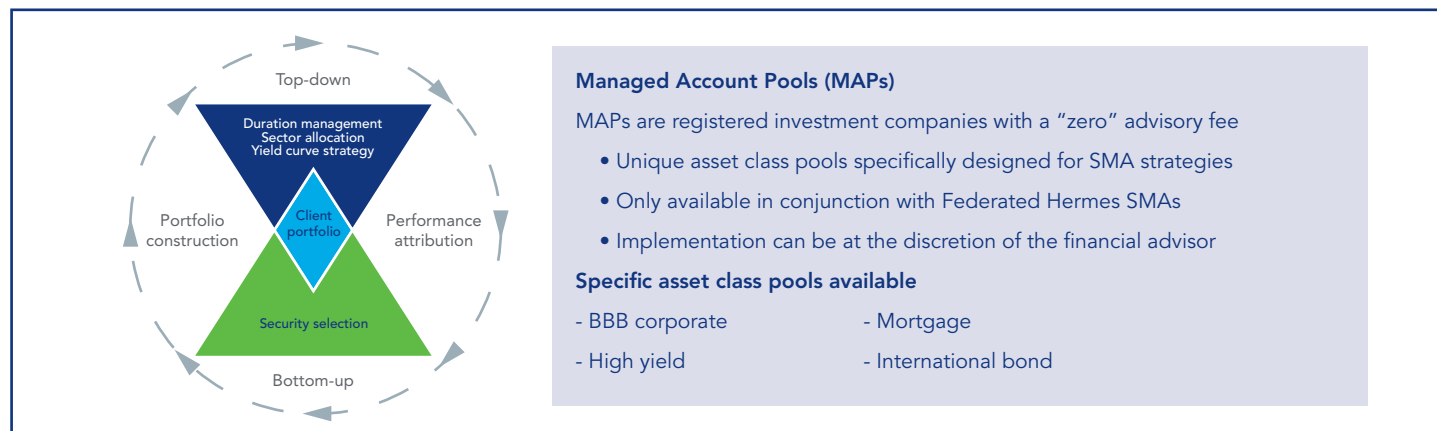 Top-down
Duration management
Sector allocation
Yield curve strategy
Portfolio
construction
Client
portfolio
Performance
attribution
Security selection
Bottom-up
Managed Account Pools (MAPs)
MAPs are registered investment companies with a “zero” advisory fee
• Unique asset class pools specifically designed for SMA strategies
• Only available in conjunction with Federated Hermes SMAs
• Implementation can be at the discretion of the financial advisor
Specific asset class pools available
- BBB corporate
- Mortgage
- High yield
- International bond